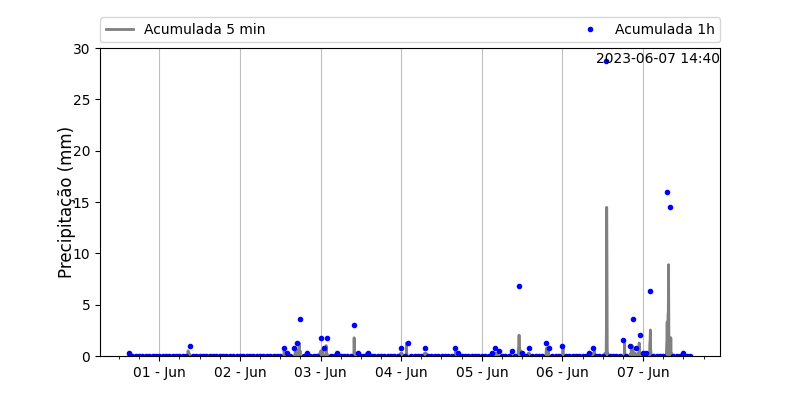 Acumulada 5 min
Acumulada 1h
2023-06-07 14:40
Precipitação (mm)
30
25
20
15
10
5
0
01 - Jun
02 - Jun
03 - Jun
04 - Jun
05 - Jun
06 - Jun
07 - Jun